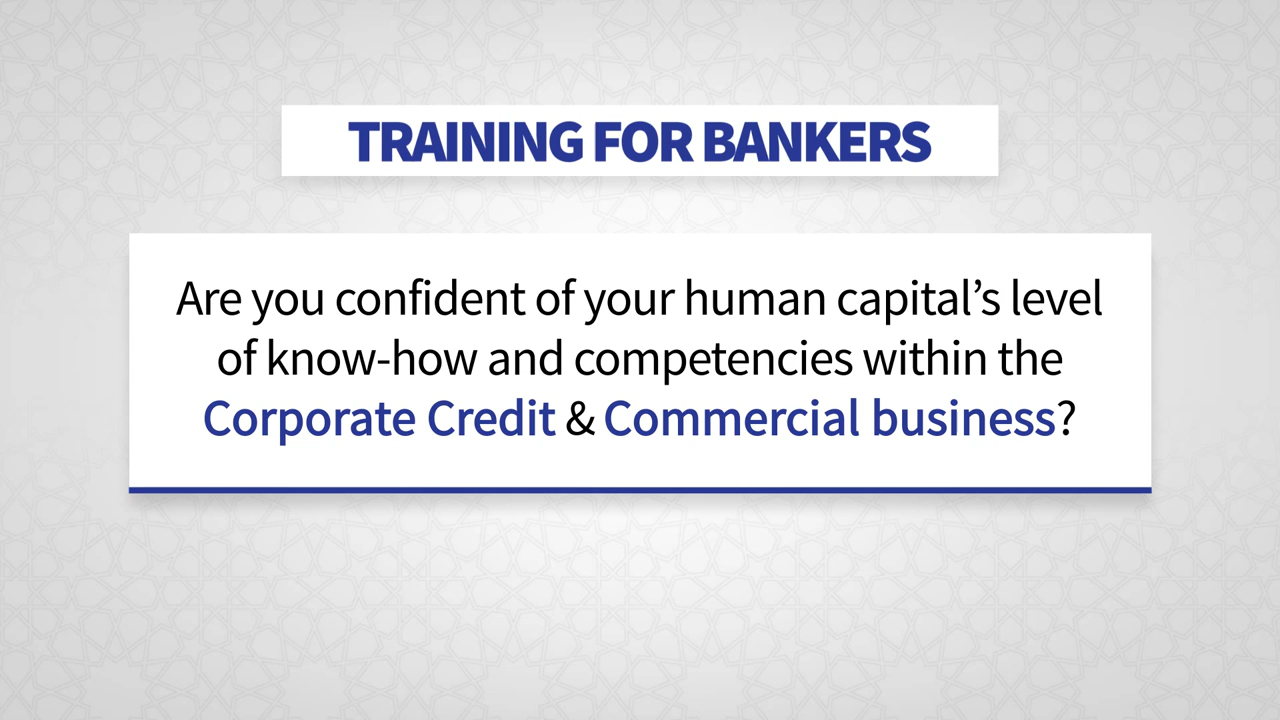 TRAINING FOR BANKERS
Are you confident of your human capital’s level
of know-how and competencies within the
Corporate Credit & Commercial business?